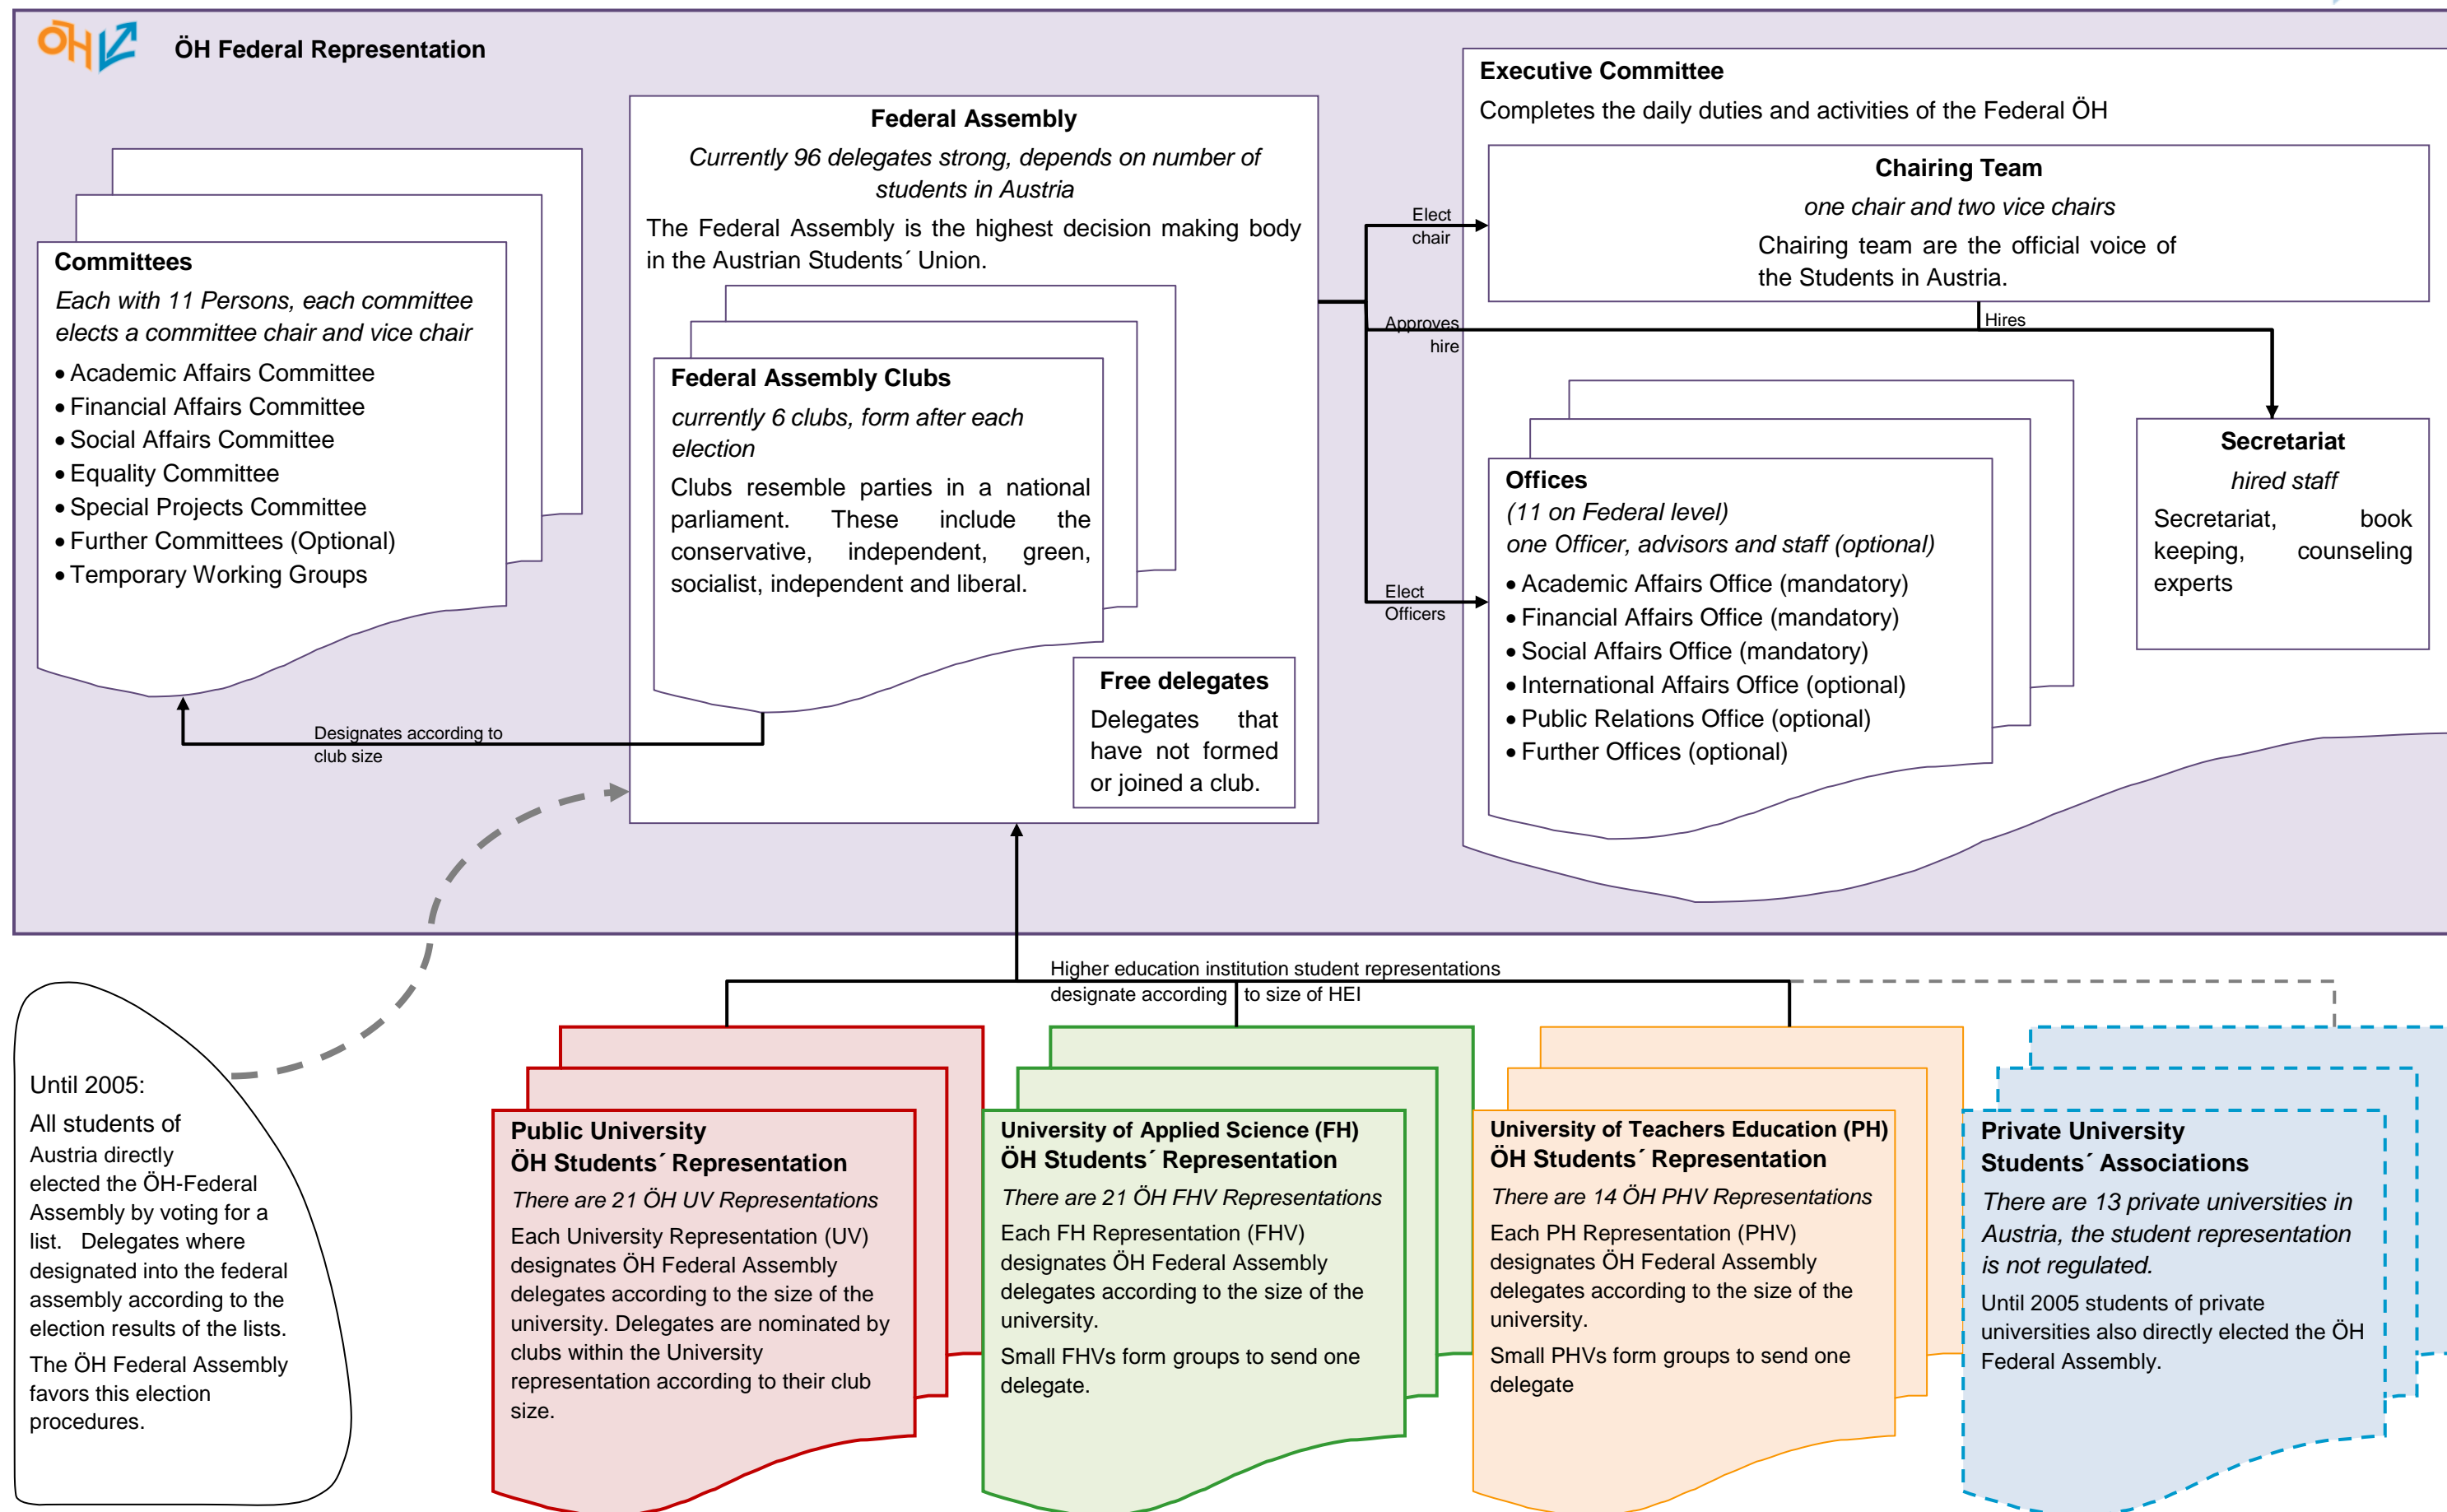 ÖH
ÖH Federal Representation
Committees
Each with 11 Persons, each committee
elects a committee chair and vice chair
• Academic Affairs Committee
• Financial Affairs Committee
• Social Affairs Committee
• Equality Committee
• Special Projects Committee
• Further Committees (Optional)
• Temporary Working Groups
Designates according to
club size
Federal Assembly
Currently 96 delegates strong, depends on number of
students in Austria
The Federal Assembly is the highest decision making body
in the Austrian Students´ Union.
Federal Assembly Clubs
currently 6 clubs, form after each
election
Clubs resemble parties in a national
parliament. These include the
conservative, independent, green,
socialist, independent and liberal.
Free delegates
Delegates that
have not formed
or joined a club.
Elect
chair
Approves
hire
Elect
Officers
Executive Committee
Completes the daily duties and activities of the Federal ÖH
Chairing Team
one chair and two vice chairs
Chairing team are the official voice of
the Students in Austria.
Hires
Offices
(11 on Federal level)
one Officer, advisors and staff (optional)
• Academic Affairs Office (mandatory)
• Financial Affairs Office (mandatory)
• Social Affairs Office (mandatory)
• International Affairs Office (optional)
• Public Relations Office (optional)
• Further Offices (optional)
Secretariat
hired staff
Secretariat, book
keeping, counseling
experts
Higher education institution student representations
designate according to size of HEI
Until 2005:
All students of
Austria directly
elected the ÖH-Federal
Assembly by voting for a
list. Delegates where
designated into the federal
assembly according to the
election results of the lists.
The ÖH Federal Assembly
favors this election
procedures.
Public University
ÖH Students´ Representation
There are 21 ÖH UV Representations
Each University Representation (UV)
designates ÖH Federal Assembly
delegates according to the size of the
university. Delegates are nominated by
clubs within the University
representation according to their club
size.
University of Applied Science (FH)
ÖH Students´ Representation
There are 21 ÖH FHV Representations
Each FH Representation (FHV)
designates ÖH Federal Assembly
delegates according to the size of the
university.
Small FHVs form groups to send one
delegate.
University of Teachers Education (PH)
ÖH Students´ Representation
There are 14 ÖH PHV Representations
Each PH Representation (PHV)
designates ÖH Federal Assembly
delegates according to the size of the
university.
Small PHVs form groups to send one
delegate
Private University
Students´ Associations
There are 13 private universities in
Austria, the student representation
is not regulated.
Until 2005 students of private
universities also directly elected the ÖH
Federal Assembly.